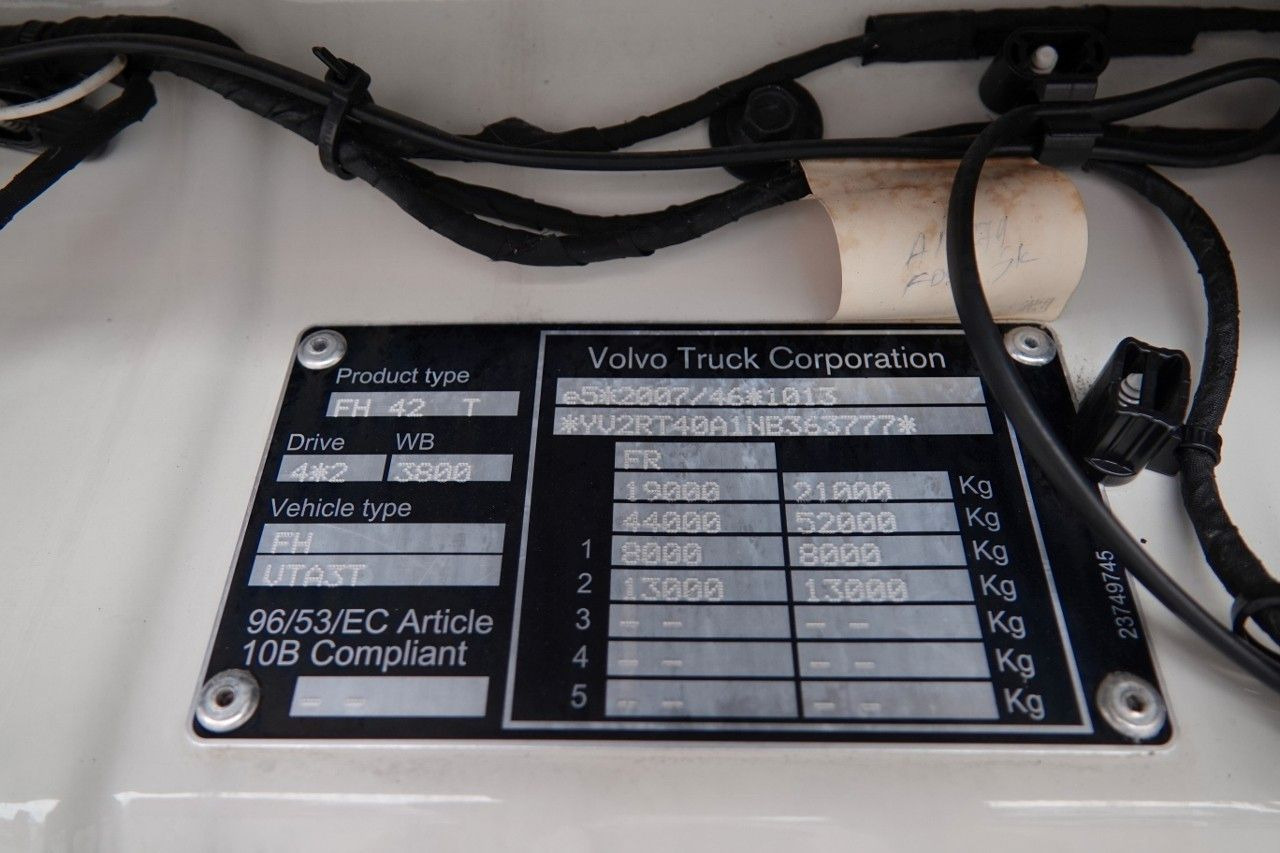 Product type
FH 42 T
Drive WB
4*2 3800
Vehicle type
FH
VTA3T
96/53/EC Article
10B Compliant
- -
Volvo Truck Corporation
e5*2007/46*1013
*YV2RT40A1NB363777*
FR
19000 21000 Kg
44000 52000 Kg
1 8000 8000 Kg
2 13000 13000 Kg
3 - - - - Kg
4 - - - - Kg
5 - - - - Kg
23749745